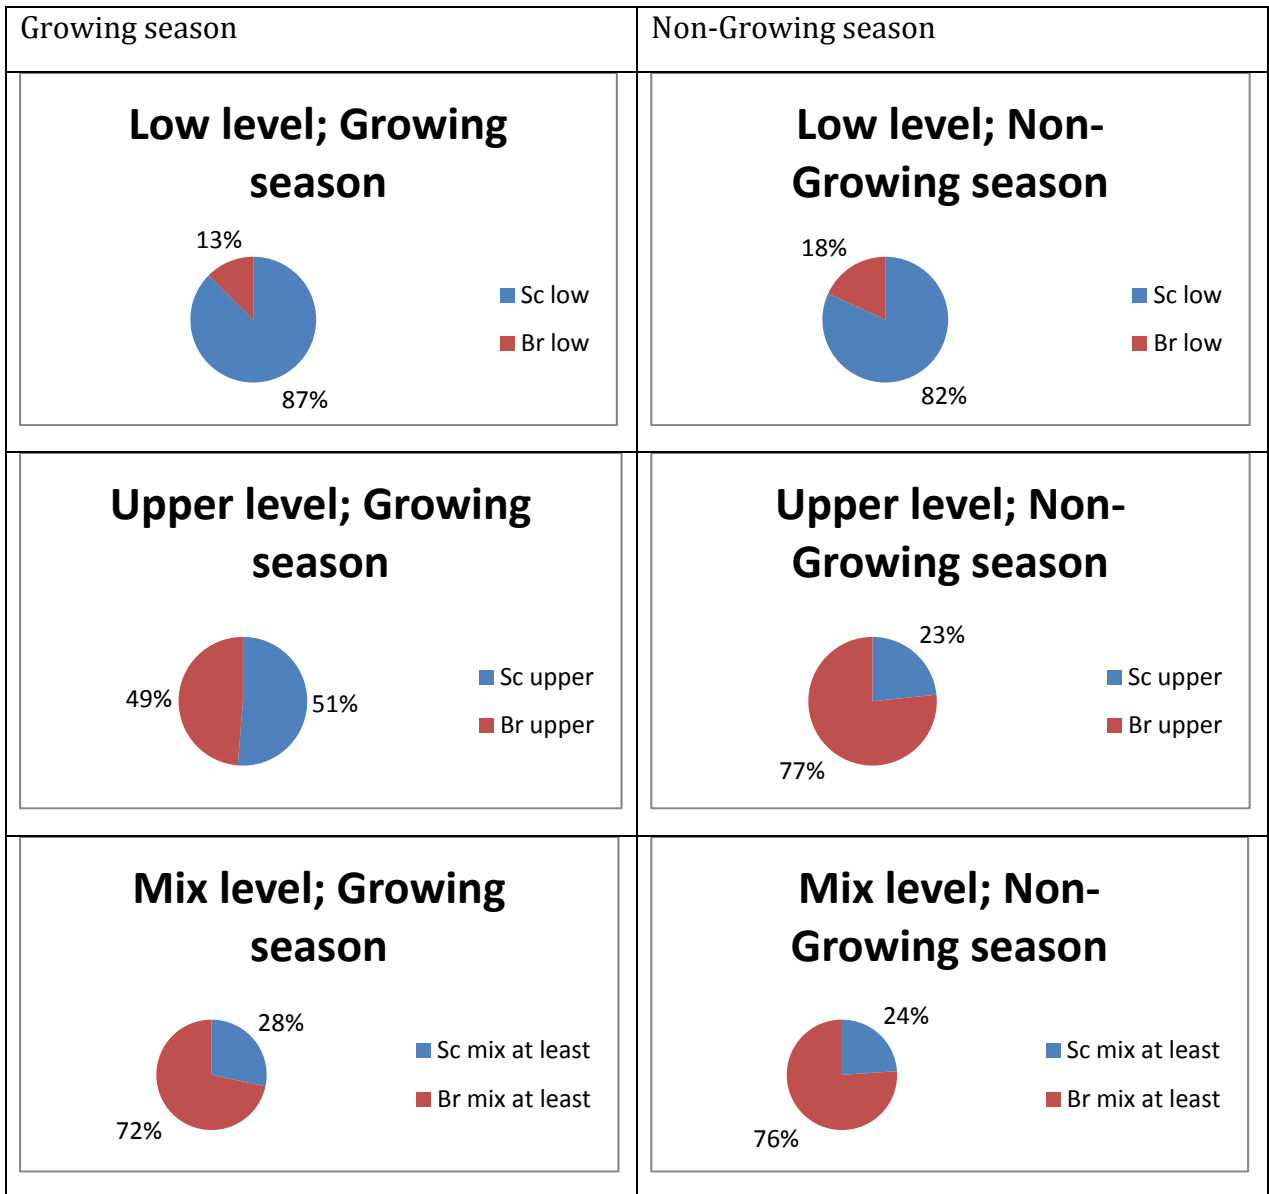 Growing season
Non-Growing season
Low level; Growing
season
13%
87%
Sc low
Br low
Low level; Non-
Growing season
18%
82%
Sc low
Br low
Upper level; Growing
season
49%
51%
Sc upper
Br upper
Upper level; Non-
Growing season
23%
77%
Sc upper
Br upper
Mix level; Growing
season
28%
72%
Sc mix at least
Br mix at least
Mix level; Non-
Growing season
24%
76%
Sc mix at least
Br mix at least